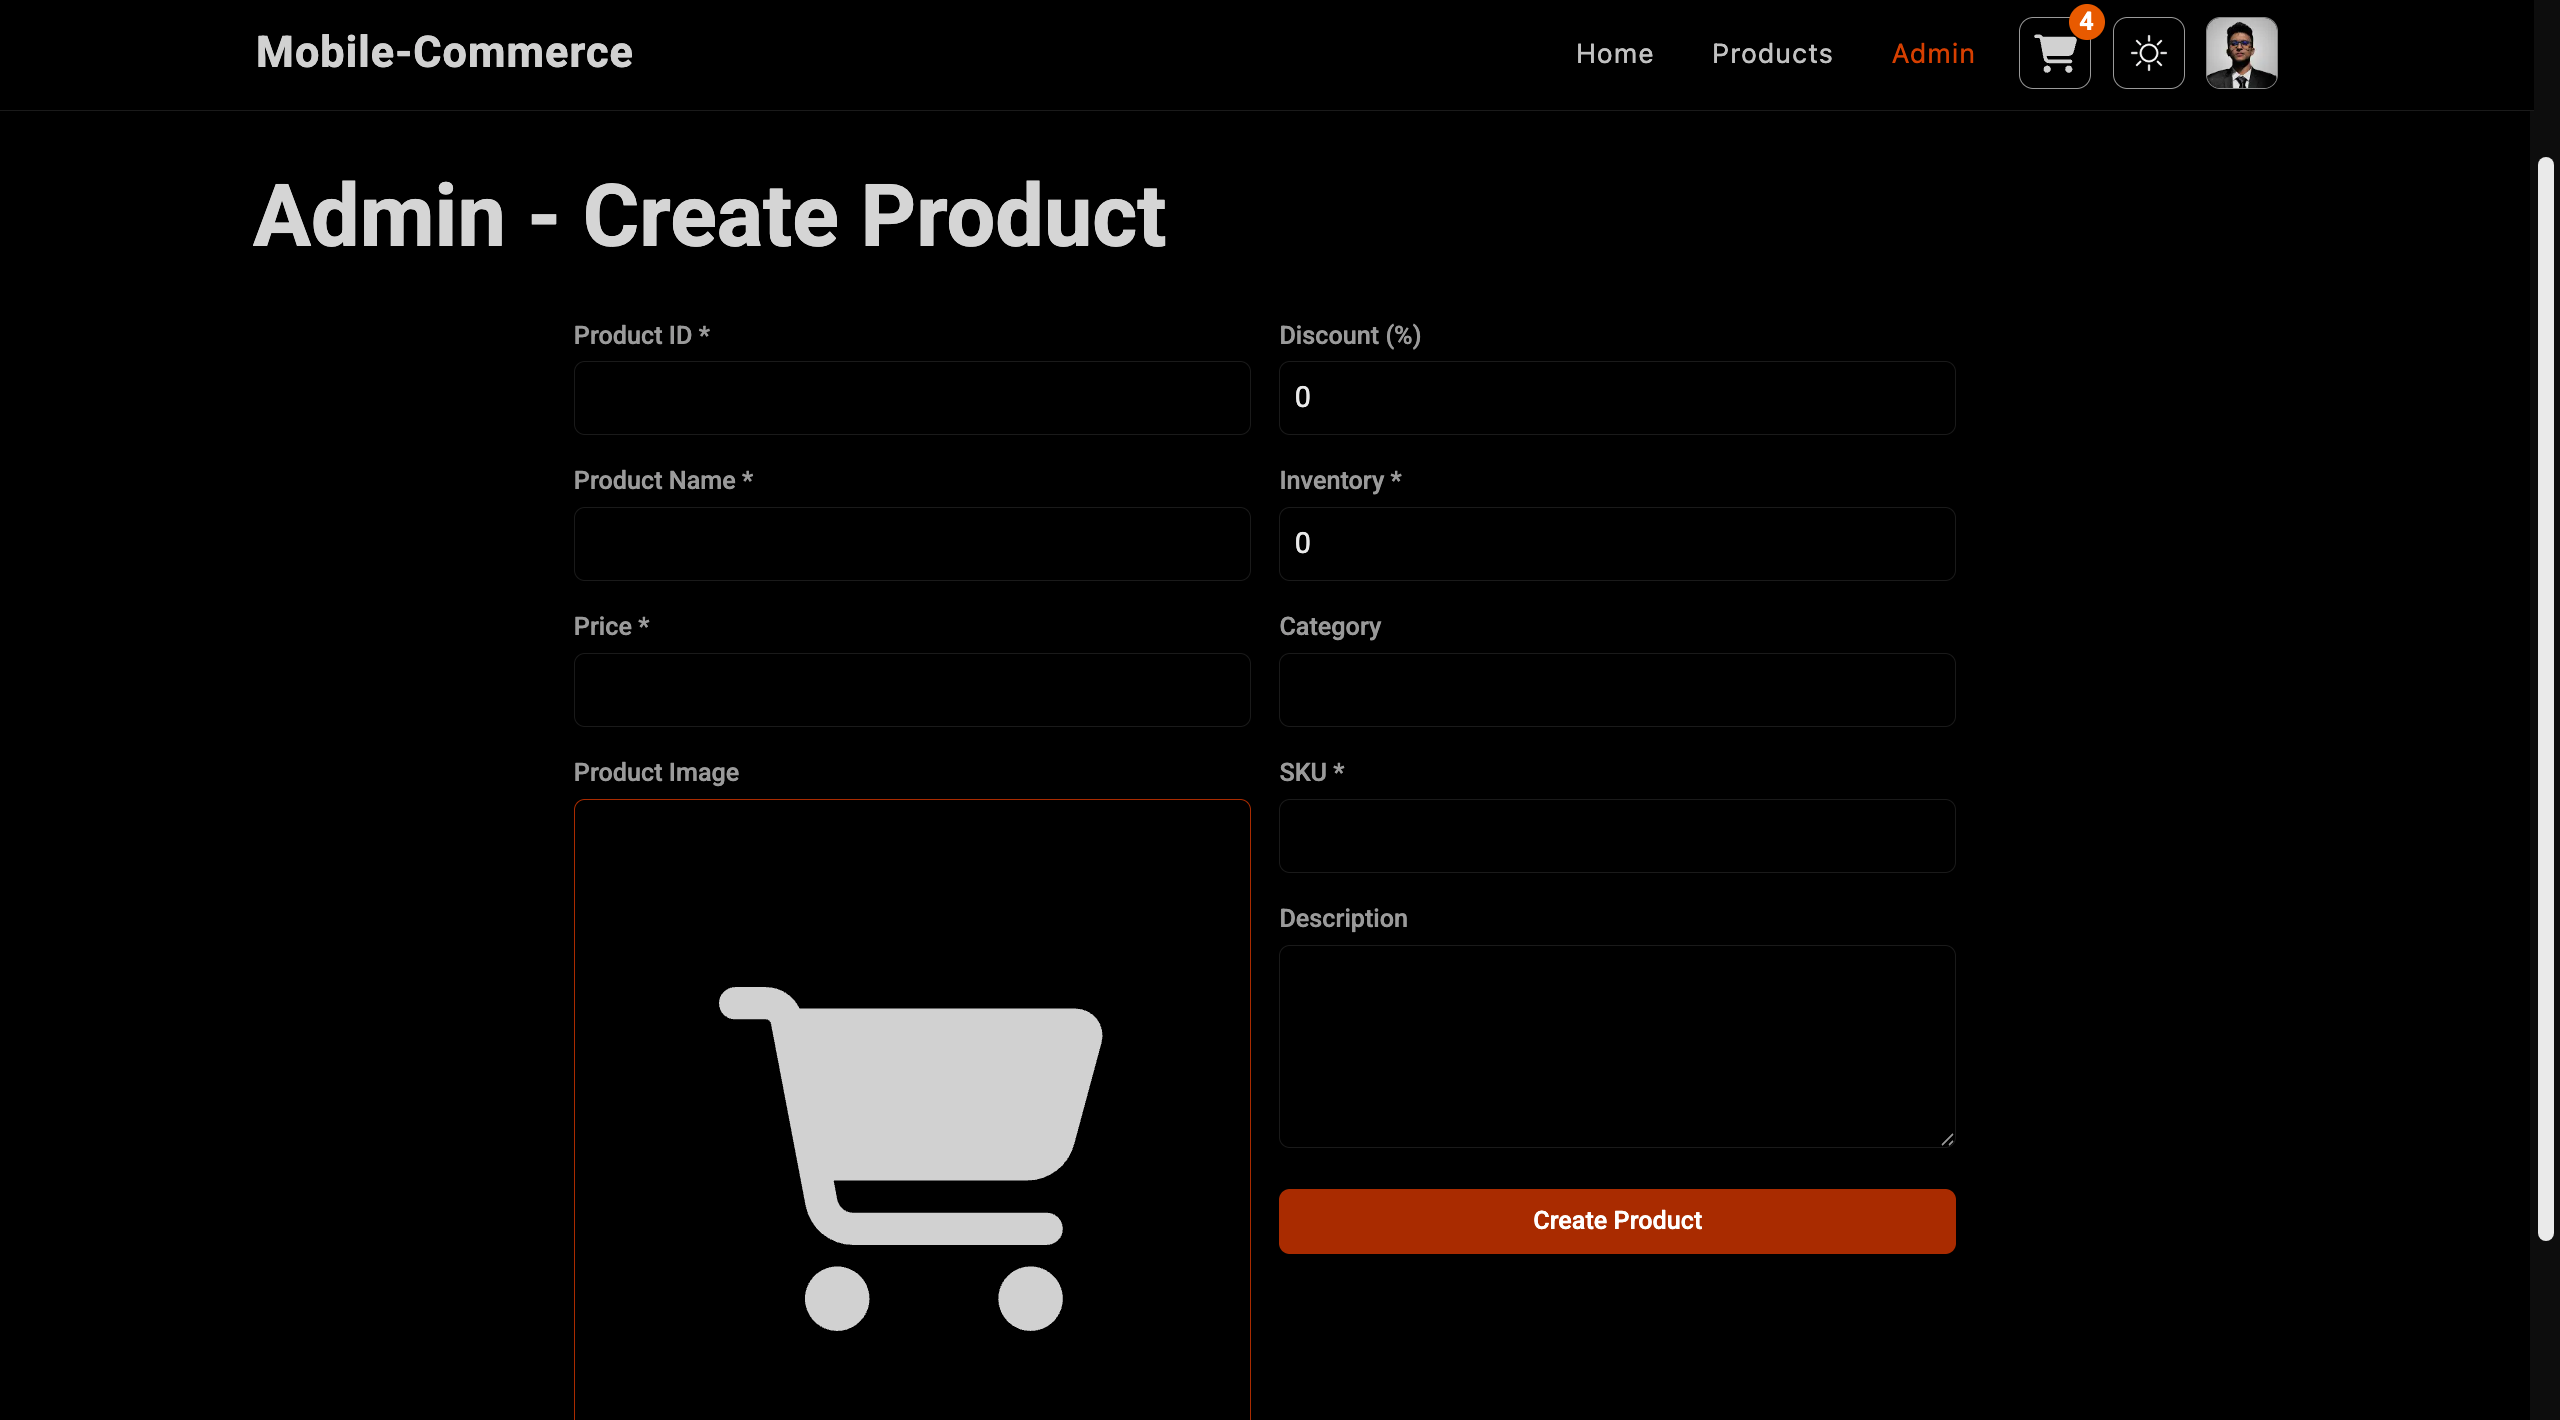 Mobile-Commerce
Home
Products
Admin
4
Admin - Create Product
Product ID *
Product Name *
Price *
Product Image
Discount (%)
0
Inventory *
0
Category
SKU *
Description
Create Product